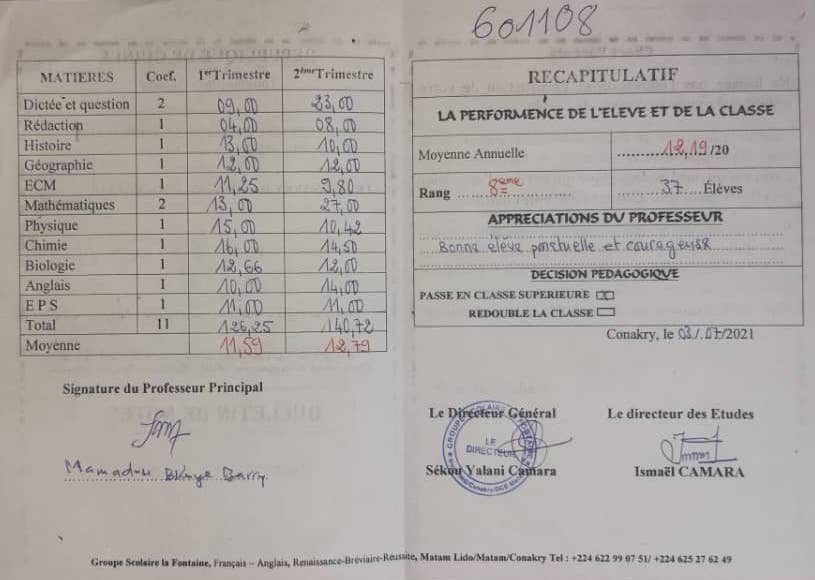 601108
MATIERES Coef. 1erTrimestre 2èmeTrimestre
Dictée et question 2 09,00 23,00
Rédaction 1 04,00 08,00
Histoire 1 13,00 10,00
Géographie 1 12,00 12,00
ECM 1 11,25 9,80
Mathématiques 2 13,00 27,00
Physique 1 15,00 10,42
Chimie 1 16,00 14,50
Biologie 1 12,66 12,00
Anglais 1 10,00 14,00
E P S 1 11,00 11,00
Total 11 126,25 140,72
Moyenne 11,59 12,79
Signature du Professeur Principal
Mamadou Barry
RECAPITULATIF
LA PERFORMENCE DE L'ELEVE ET DE LA CLASSE
Moyenne Annuelle ..........12,19/20
Rang ...8ème............ ..........37....Élèves
APPRECIATIONS DU PROFESSEUR
Bonne élève ponctuelle et courageuse
DECISION PEDAGOGIQUE
PASSE EN CLASSE SUPERIEURE
REDOUBLE LA CLASSE
Conakry, le 03./.07/2021
Le Directeur Général Le directeur des Etudes
LE
DIRECTEUR
Sékou Yalani Camara Ismaël CAMARA
Groupe Scolaire la Fontaine, Français – Anglais, Renaissance-Bréviaire-Réussite, Matam Lido/Matam/Conakry Tel : +224 622 99 07 51/ +224 625 27 62 49